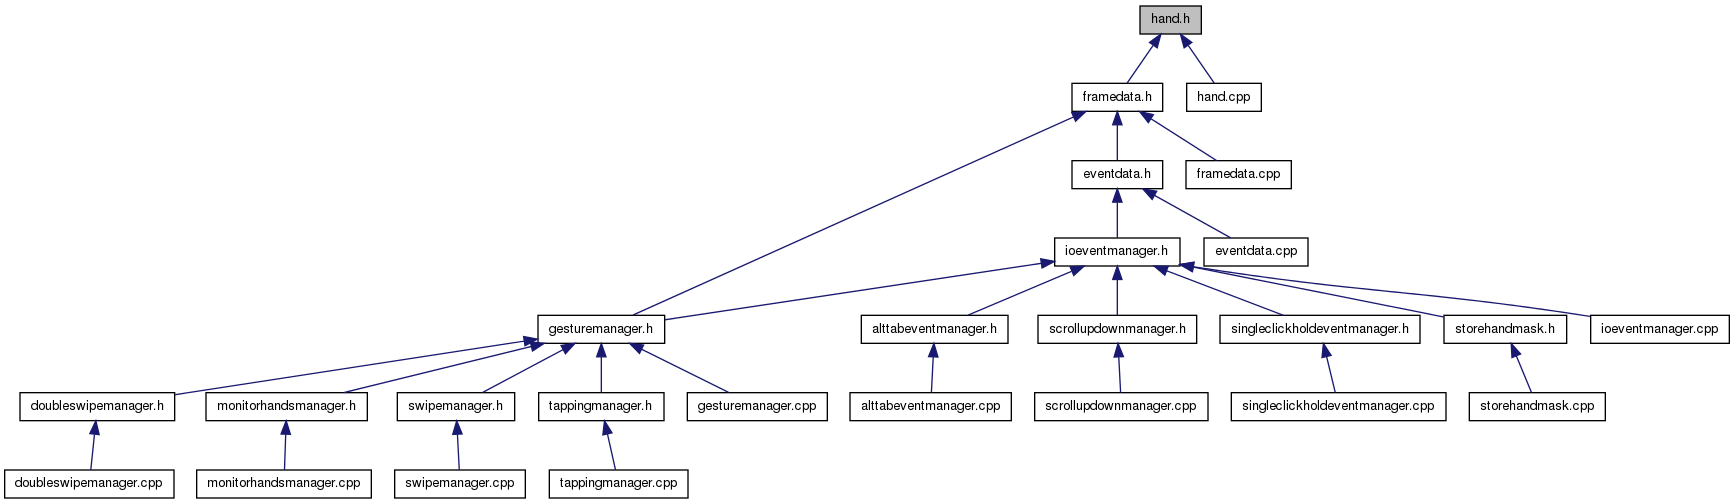 hand.h
framedata.h
hand.cpp
eventdata.h
framedata.cpp
ioeventmanager.h
eventdata.cpp
gesturemanager.h
alttabeventmanager.h
scrollupdownmanager.h
singleclickholdeventmanager.h
storehandmask.h
ioeventmanager.cpp
doubleswipemanager.h
monitorhandsmanager.h
swipemanager.h
tappingmanager.h
gesturemanager.cpp
alttabeventmanager.cpp
scrollupdownmanager.cpp
singleclickholdeventmanager.cpp
storehandmask.cpp
doubleswipemanager.cpp
monitorhandsmanager.cpp
swipemanager.cpp
tappingmanager.cpp